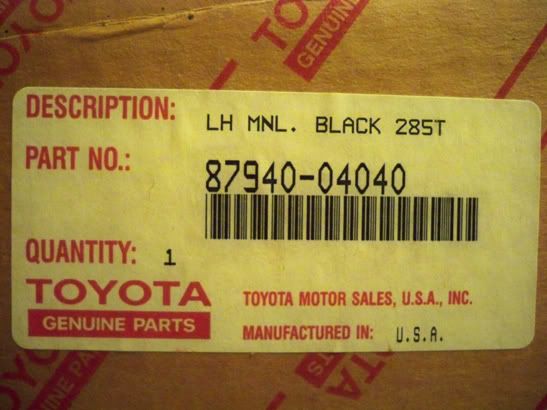 GENUINE
DESCRIPTION: LH MNL. BLACK 285T
PART NO.: 87940-04040
QUANTITY: 1
TOYOTA
GENUINE PARTS
TOYOTA MOTOR SALES, U.S.A., INC.
MANUFACTURED IN: U.S.A.